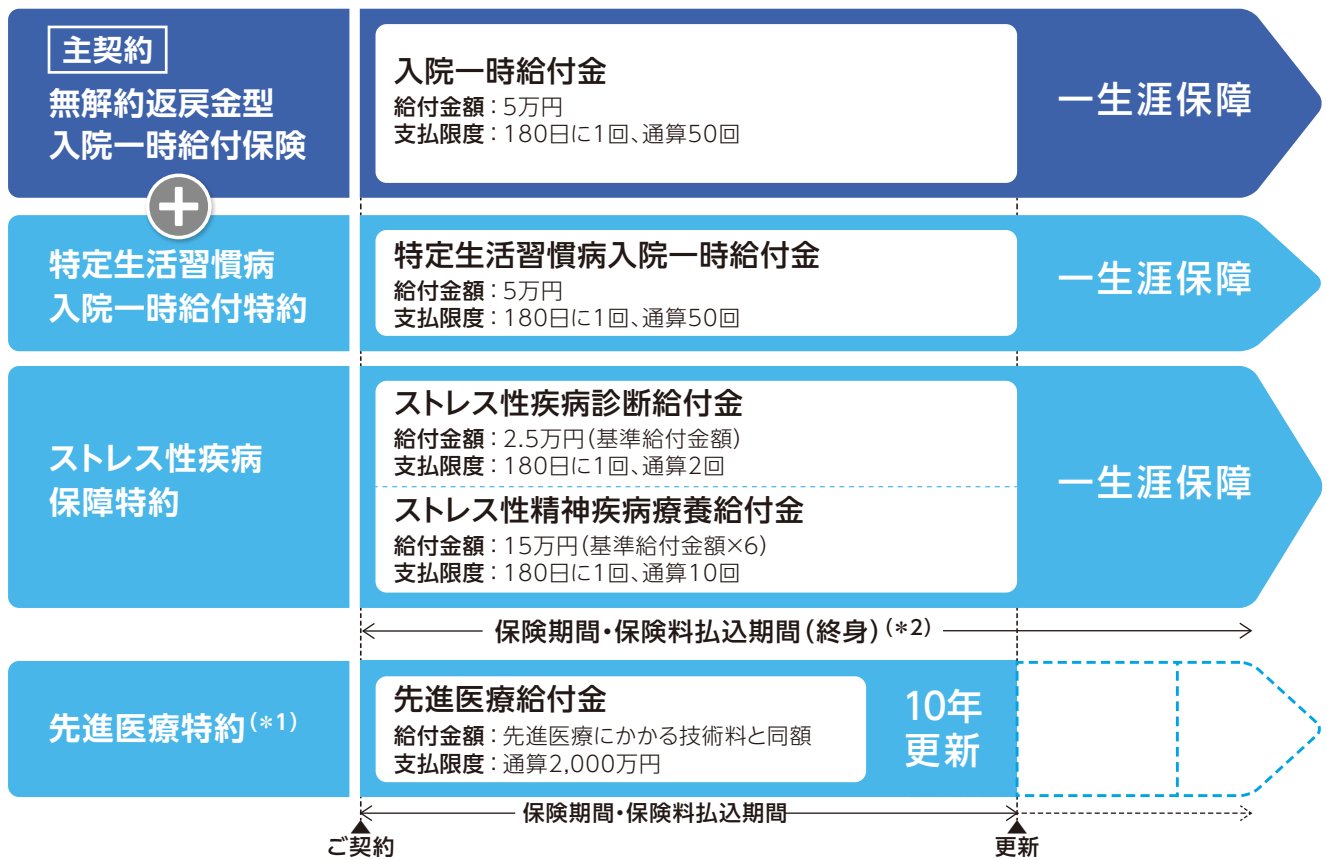 主契約
無解約返戻金型
入院一時給付保険
入院一時給付金
給付金額：5万円
支払限度：180日に1回、通算50回
一生涯保障
特定生活習慣病
入院一時給付特約
特定生活習慣病入院一時給付金
給付金額：5万円
支払限度：180日に1回、通算50回
一生涯保障
ストレス性疾病
保障特約
ストレス性疾病診断給付金
給付金額：2.5万円(基準給付金額)
支払限度：180日に1回、通算2回
ストレス性精神疾病療養給付金
給付金額：15万円(基準給付金額×6)
支払限度：180日に1回、通算10回
一生涯保障
保険期間・保険料払込期間(終身)(*2)
先進医療特約(*1)
先進医療給付金
給付金額：先進医療にかかる技術料と同額
支払限度：通算2,000万円
10年
更新
保険期間・保険料払込期間
ご契約
更新